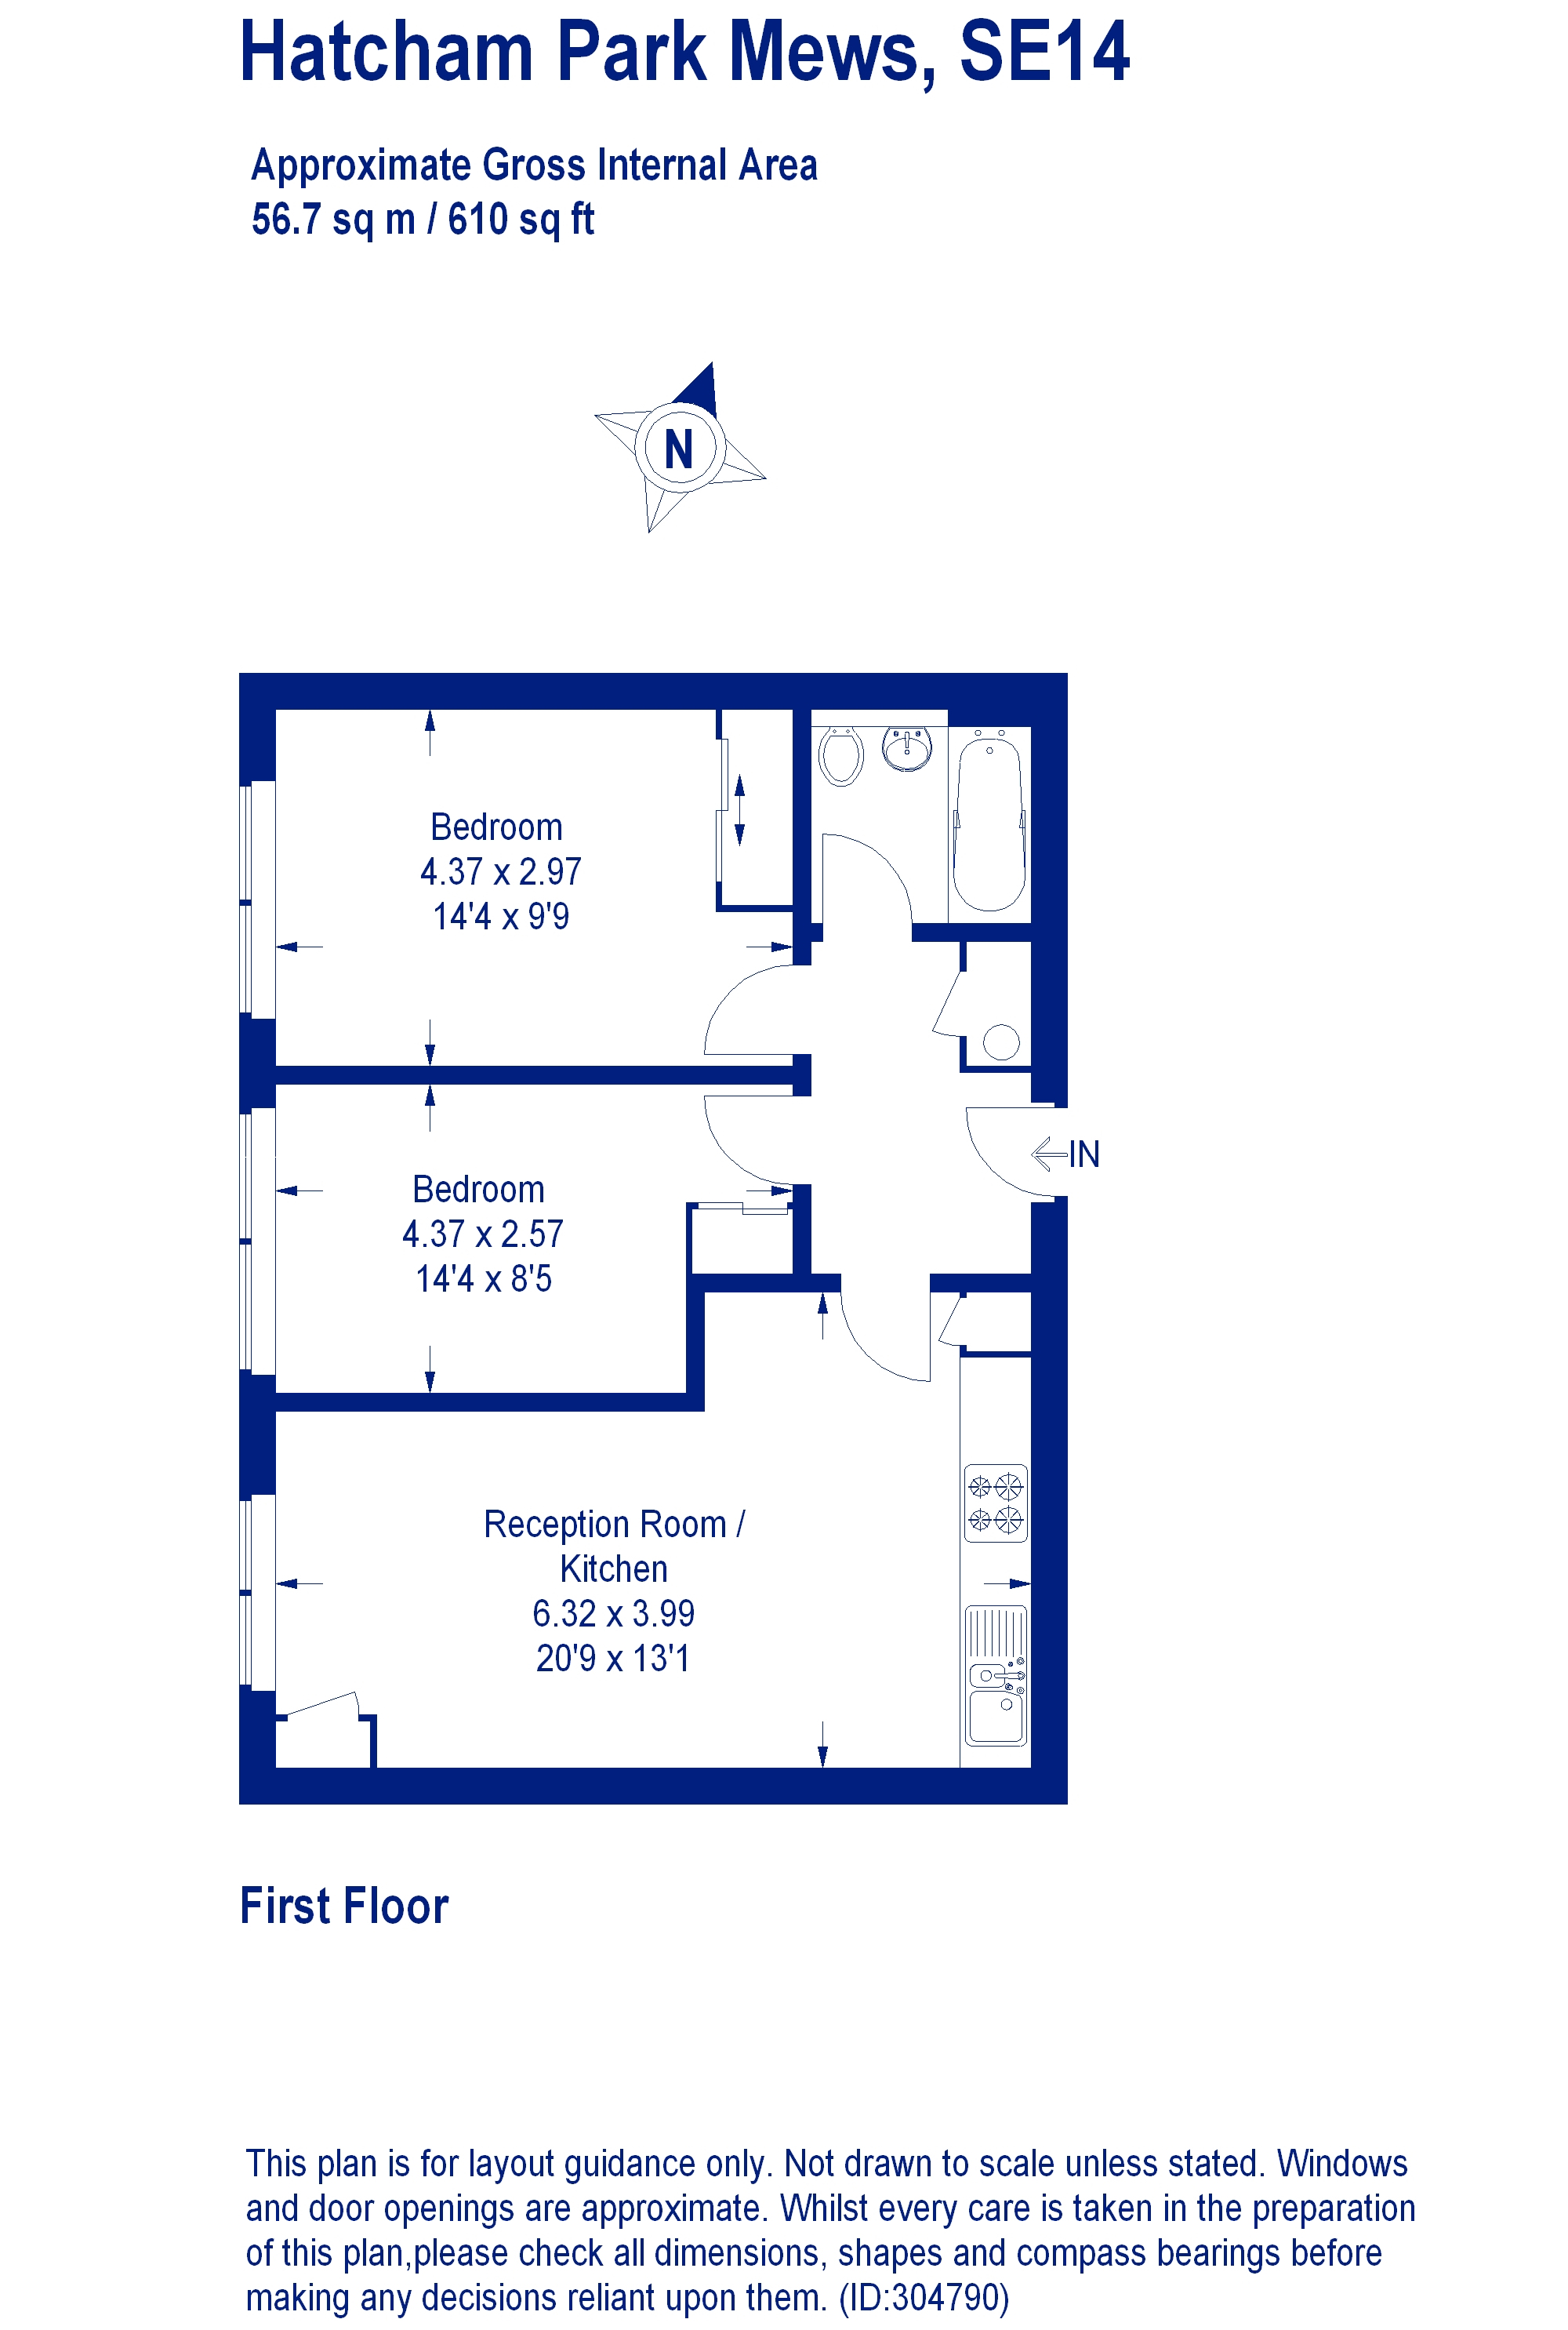 Hatcham Park Mews, SE14
Approximate Gross Internal Area
56.7 sq m / 610 sq ft
N
Bedroom
4.37 x 2.97
14'4 x 9'9
IN
Bedroom
4.37 x 2.57
14'4 x 8'5
Reception Room /
Kitchen
6.32 x 3.99
20'9 x 13'1
First Floor
This plan is for layout guidance only. Not drawn to scale unless stated. Windows
and door openings are approximate. Whilst every care is taken in the preparation
of this plan,please check all dimensions, shapes and compass bearings before
making any decisions reliant upon them. (ID:304790)